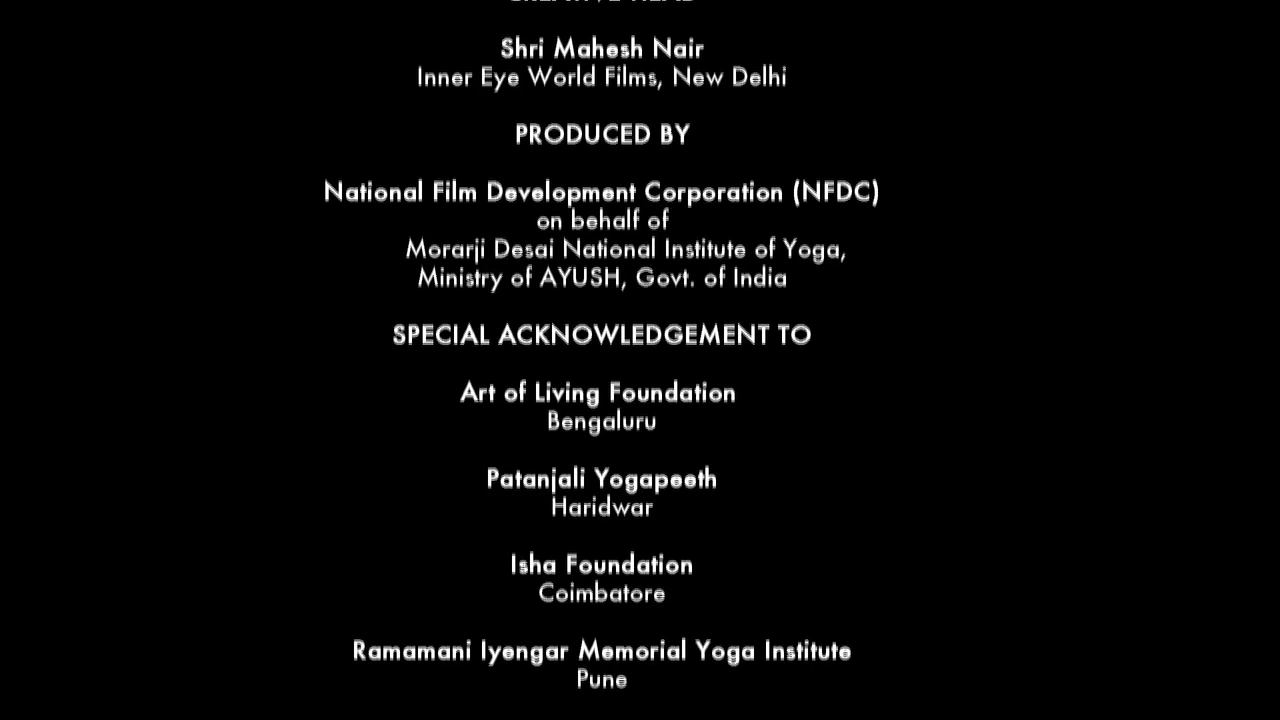 Shri Mahesh Nair
Inner Eye World Films, New Delhi
PRODUCED BY
National Film Development Corporation (NFDC)
on behalf of
Morarji Desai National Institute of Yoga,
Ministry of AYUSH, Govt. of India
SPECIAL ACKNOWLEDGEMENT TO
Art of Living Foundation
Bengaluru
Patanjali Yogapeeth
Haridwar
Isha Foundation
Coimbatore
Ramamani Iyengar Memorial Yoga Institute
Pune